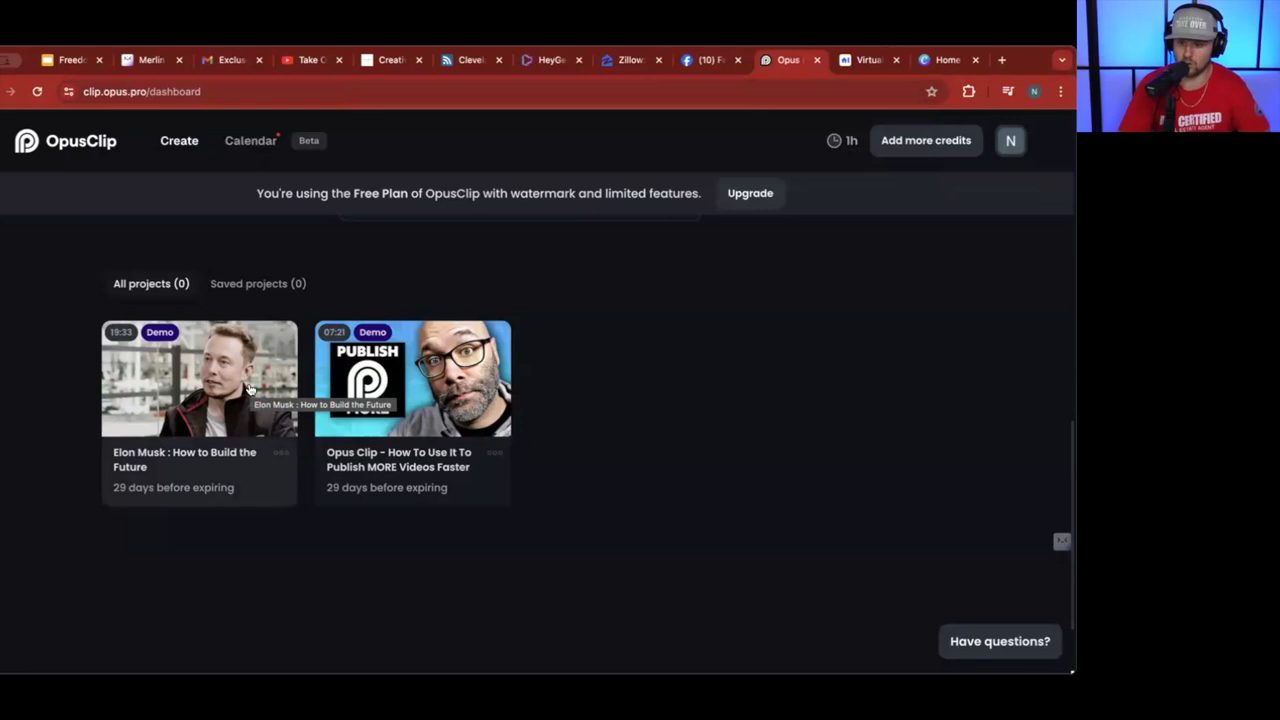 Freedo
Merlin
Exclus
Take O
Creati
Clevel
HeyGe
Zillow
(10) F
Opus
Virtual
Home
clip.opus.pro/dashboard
OpusClip
Create
Calendar
Beta
1h
Add more credits
N
You're using the Free Plan of OpusClip with watermark and limited features.
Upgrade
All projects (0)
Saved projects (0)
19:33
Demo
07:21
Demo
PUBLISH
MORE
Elon Musk : How to Build the Future
Elon Musk : How to Build the
Future
29 days before expiring
Opus Clip - How To Use It To
Publish MORE Videos Faster
29 days before expiring
Have questions?
TAKE OVER
CERTIFIED